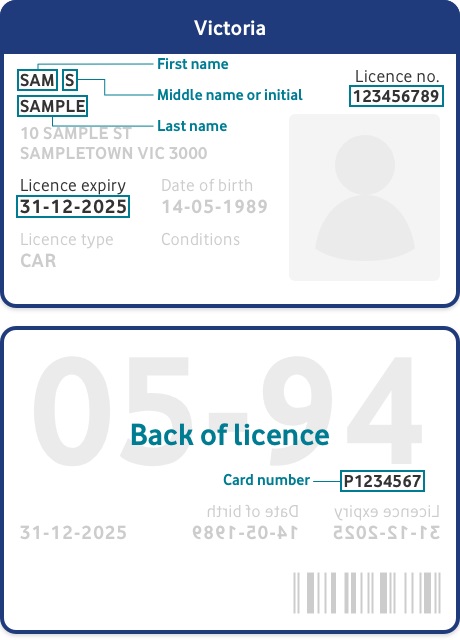 Victoria
First name
SAM S
Licence no.
Middle name or initial
123456789
SAMPLE
Last name
10 SAMPLE ST
SAMPLETOWN VIC 3000
Licence expiry Date of birth
31-12-2025 14-05-1989
Licence type Conditions
CAR
05-94
Back of licence
Card number P1234567
Date of birth Licence expiry
31-12-2025 14-05-1989 31-12-2025